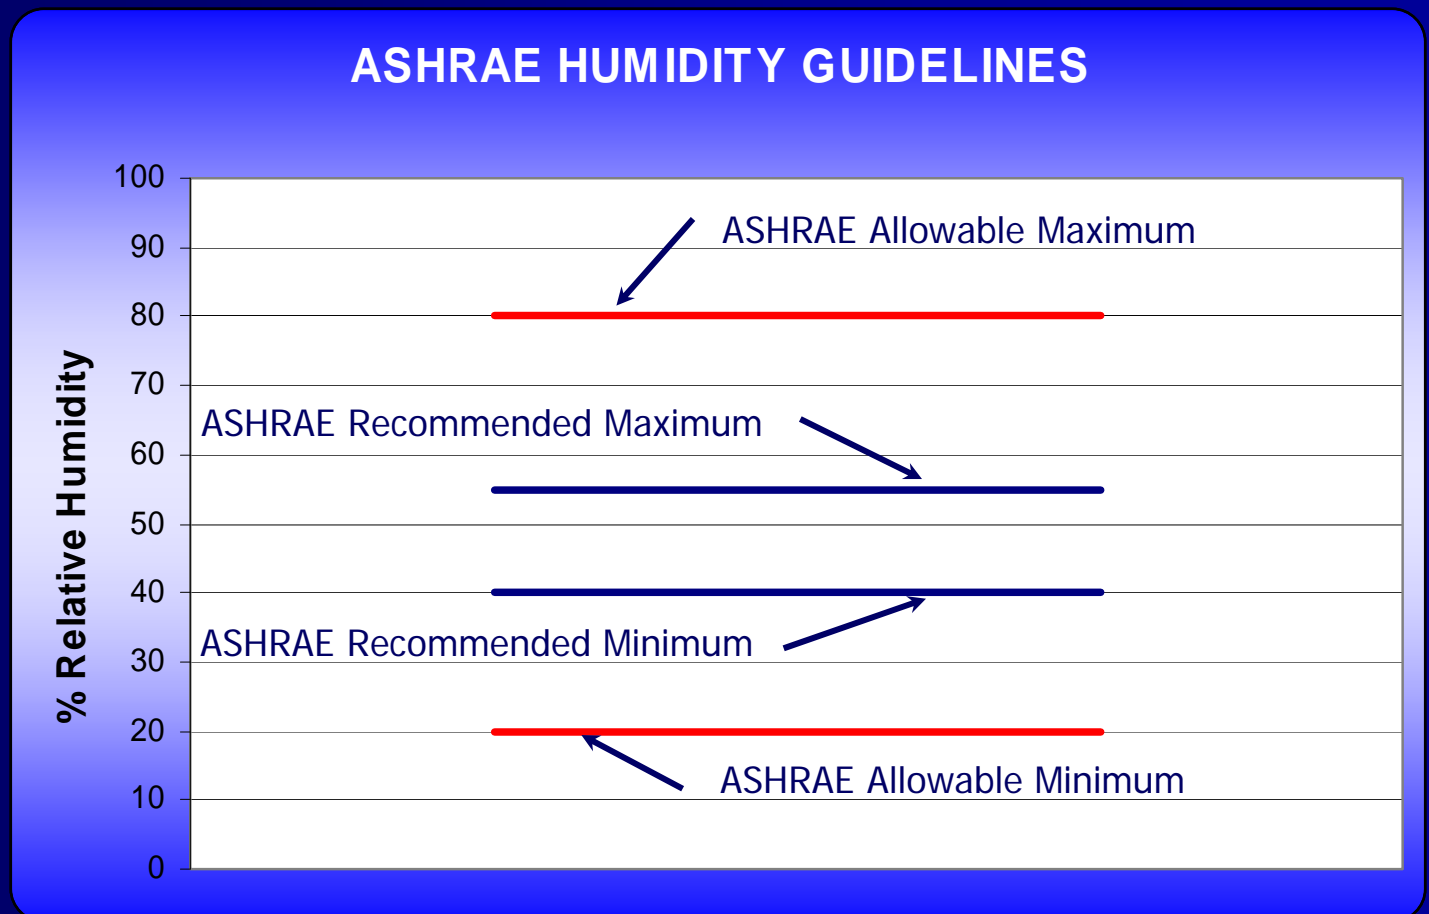 ASHRAE HUMIDITY GUIDELINES
% Relative Humidity
100
90
80
70
60
50
40
30
20
10
0
ASHRAE Allowable Maximum
ASHRAE Recommended Maximum
ASHRAE Recommended Minimum
ASHRAE Allowable Minimum